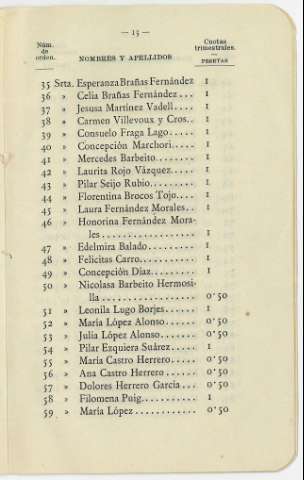 — 15 —
Núm. de orden.
NOMBRES Y APELLIDOS
Cuotas trimestrales. — PESETAS
35 Srta. Esperanza Brañas Fernández 1
36 » Celia Brañas Fernández... 1
37 » Jesusa Martínez Vadell.... 1
38 » Carmen Villevoux y Cros.. 1
39 » Consuelo Fraga Lago..... 1
40 » Concepción Marchori..... 1
41 » Mercedes Barbeito........ 1
42 » Laurita Rojo Vázquez..... 1
43 » Pilar Seijo Rubio......... 1
44 » Florentina Brocos Tojo.... 1
45 » Laura Fernández Morales.. 1
46 » Honorina Fernández Mora-
les.................. 1
47 » Edelmira Balado.......... 1
48 » Felicitas Carro........... 1
49 » Concepción Díaz.......... 1
50 » Nicolasa Barbeito Hermosi-
lla.................. 0'50
51 » Leonila Lugo Borjes...... 1
52 » María López Alonso...... 0'50
53 » Julia López Alonso....... 0'50
54 » Pilar Ezquiera Suárez..... 1
55 » María Castro Herrero..... 0'50
56 » Ana Castro Herrero...... 0'50
57 » Dolores Herrero García... 0'50
58 » Filomena Puig........... 1
59 » María López........... 0'50